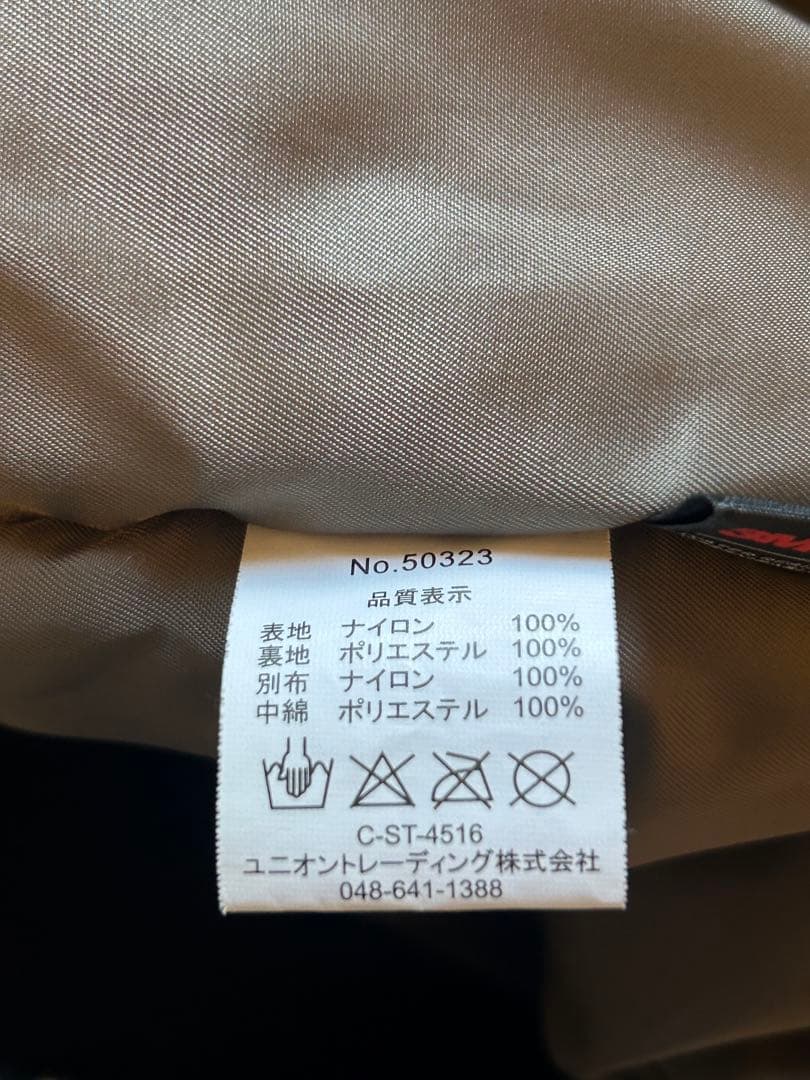 No.50323
品質表示
表地 ナイロン 100%
裏地 ポリエステル 100%
別布 ナイロン 100%
中綿 ポリエステル 100%
C-ST-4516
ユニオントレーディング株式会社
048-641-1388
3M